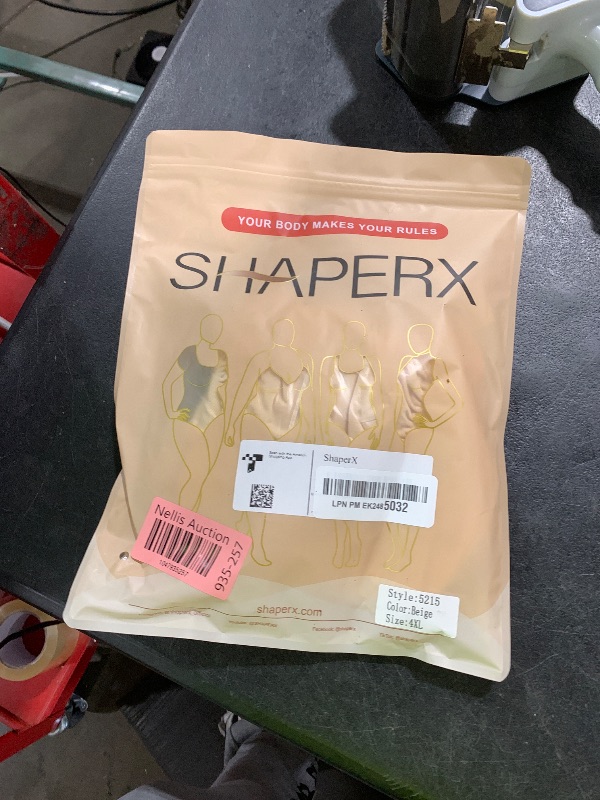 YOUR BODY MAKES YOUR RULES
SHAPERX
ShaperX
LPN PM EK2485032
Nellis Auction
1047835257
935-257
Style:5215
Color:Beige
Size:4XL
shaperx.com